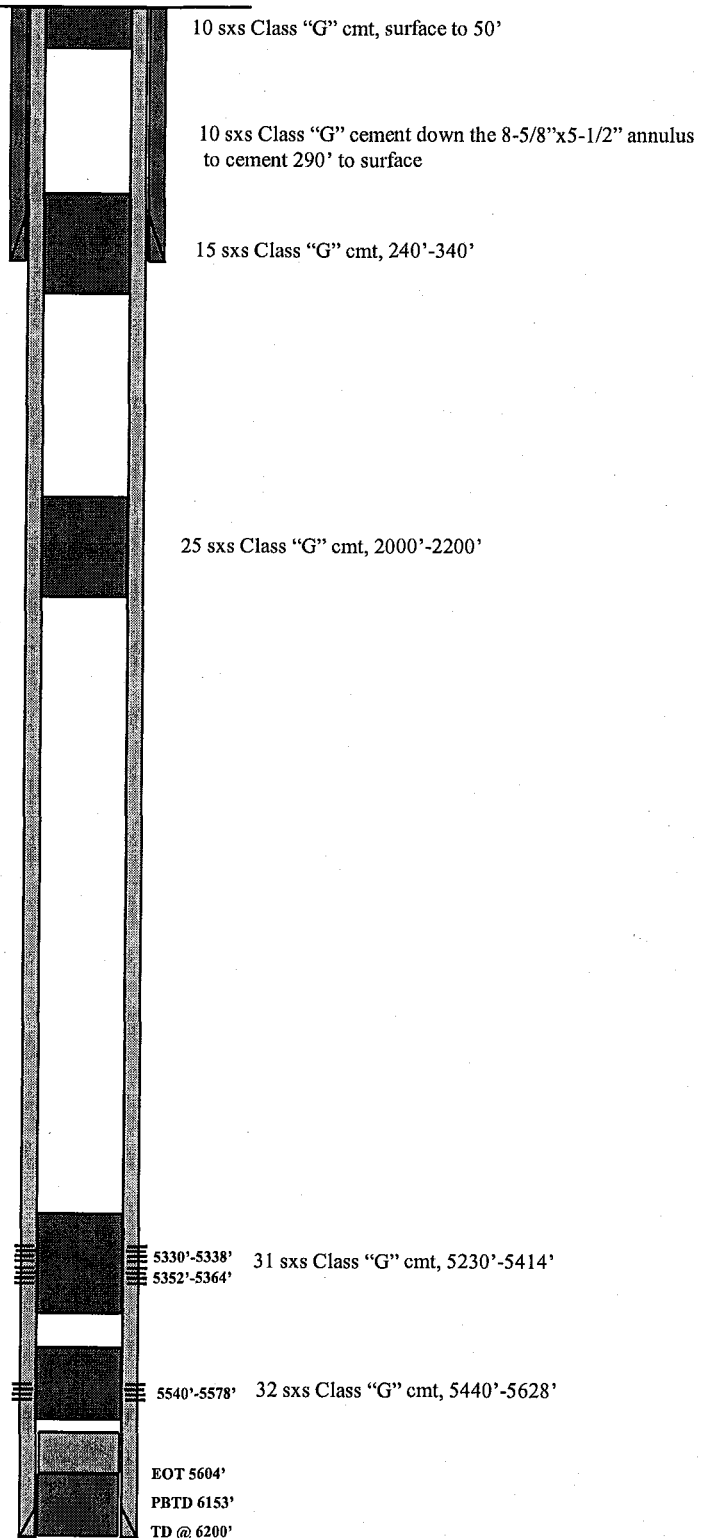 10 sxs Class “G” cmt, surface to 50’
10 sxs Class “G” cement down the 8-5/8”x5-1/2” annulus
to cement 290’ to surface
15 sxs Class “G” cmt, 240’-340’
25 sxs Class “G” cmt, 2000’-2200’
5330’-5338’ 31 sxs Class “G” cmt, 5230’-5414’
5352’-5364’
5540’-5578’ 32 sxs Class “G” cmt, 5440’-5628’
EOT 5604’
PBTD 6153’
TD @ 6200’